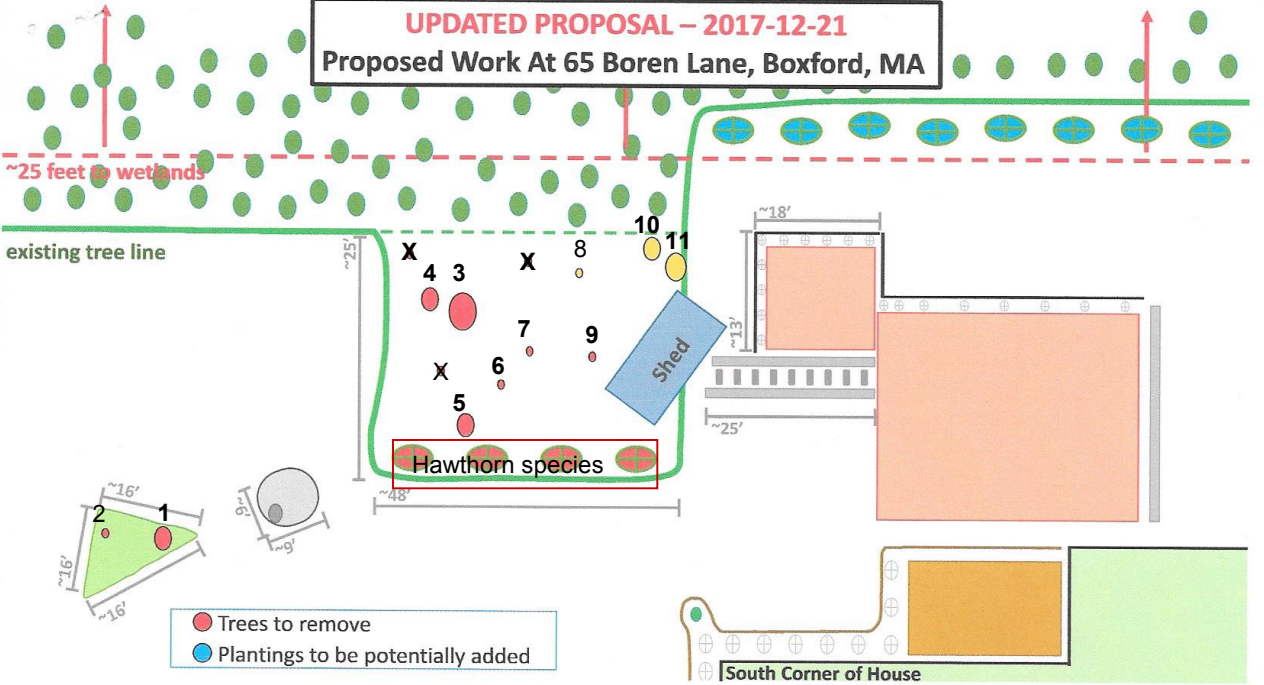 UPDATED PROPOSAL – 2017-12-21
Proposed Work At 65 Boren Lane, Boxford, MA
~25 feet to wetlands
existing tree line
~25'
X
X
8
10
11
4
3
7
9
X
6
5
Shed
~18'
~13'
~25'
Hawthorn species
~48'
~16'
2
1
~16'
~16'
~9'
~9'
Trees to remove
Plantings to be potentially added
South Corner of House